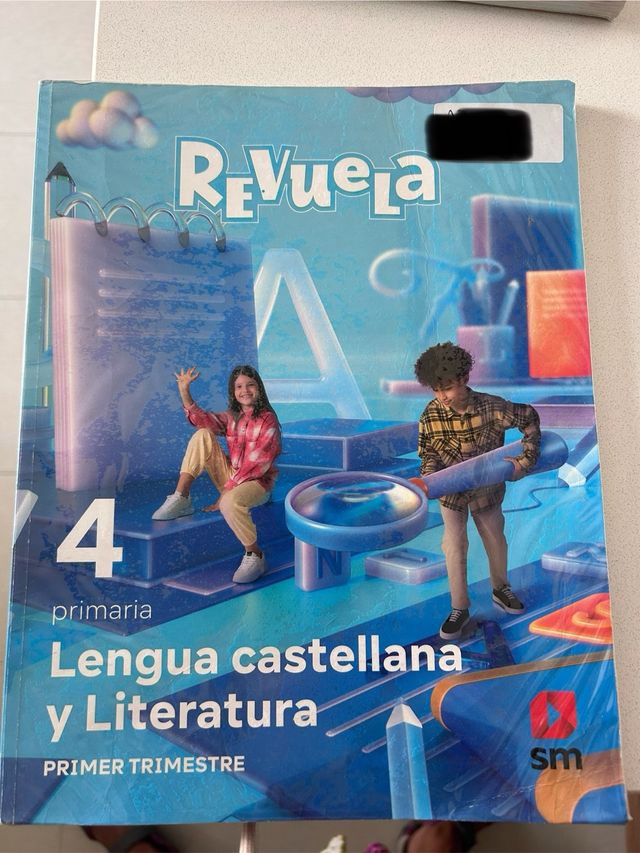 REVUELA
4
primaria
Lengua castellana
y Literatura
PRIMER TRIMESTRE
sm
A
N